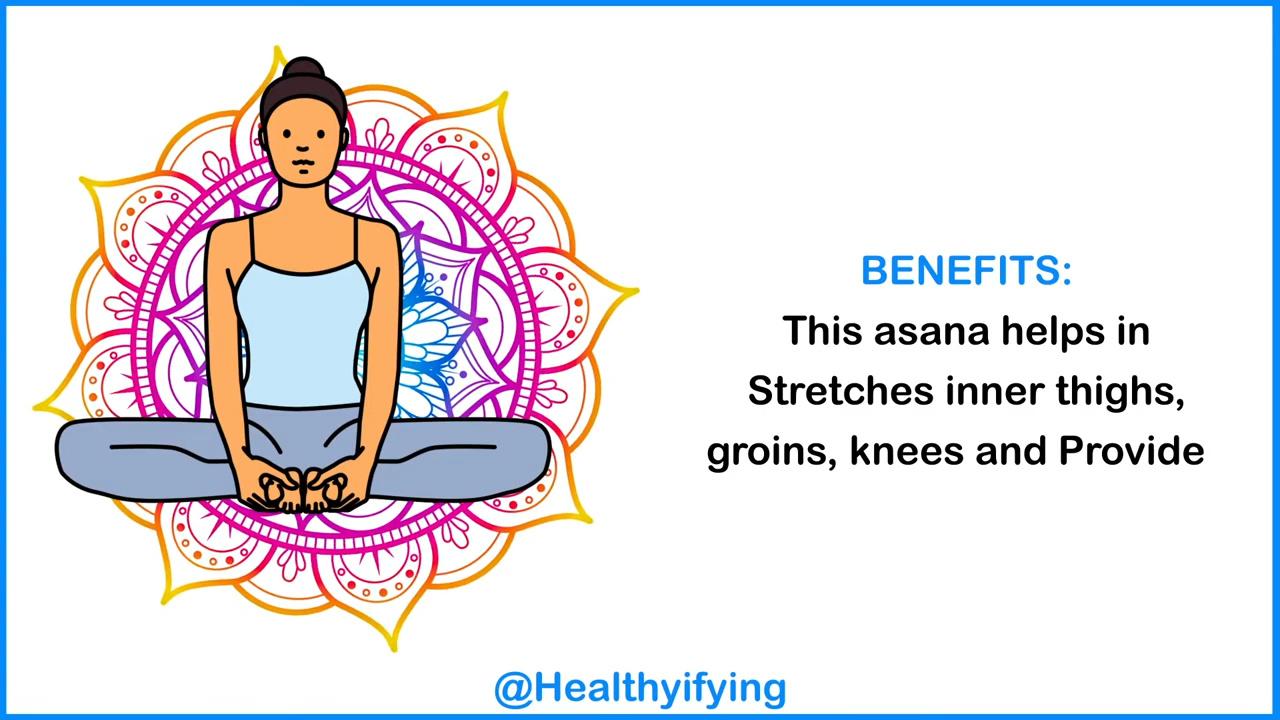 BENEFITS:
This asana helps in
Stretches inner thighs,
groins, knees and Provide
@Healthyifying